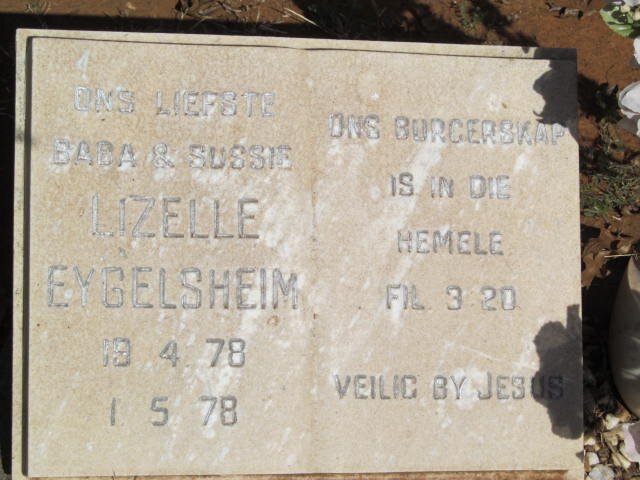 ONS LIEFSTE
BABA & SUSSIE
LIZELLE
EYGELSHEIM
19 4 78
1 5 78
ONS BURGERSKAP
IS IN DIE
HEMELE
FIL 3 20
VEILIG BY JESUS